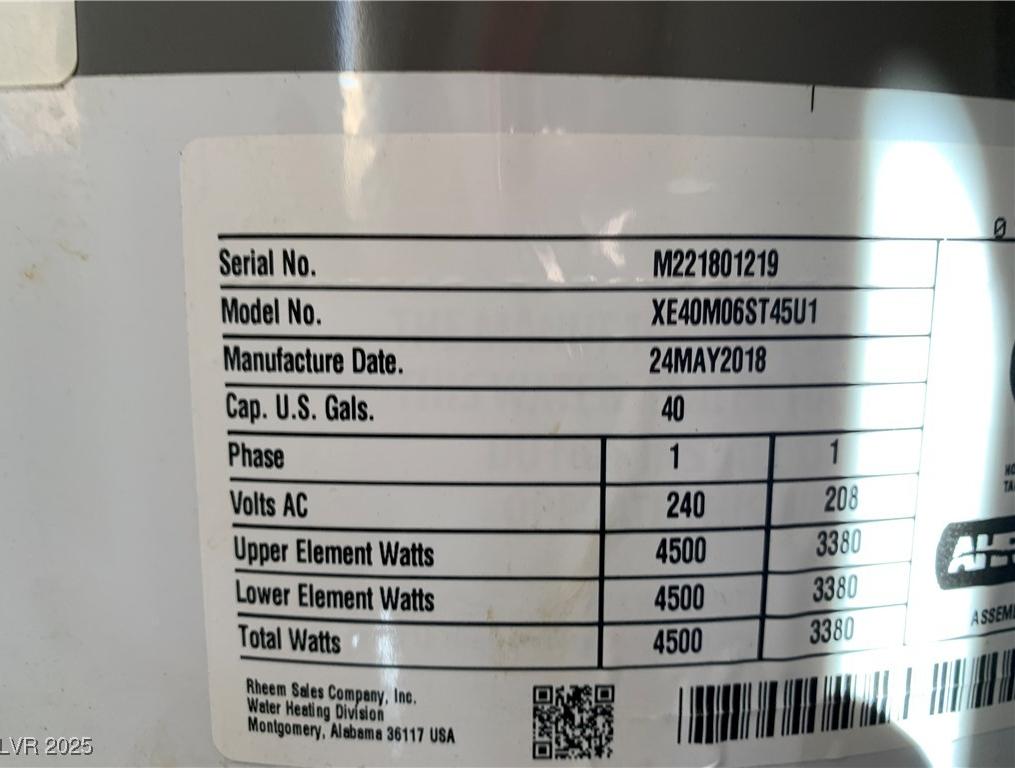 Serial No. M221801219
Model No. XE40M06ST45U1
Manufacture Date. 24MAY2018
Cap. U.S. Gals. 40
Phase 1 1
Volts AC 240 208
Upper Element Watts 4500 3380
Lower Element Watts 4500 3380
Total Watts 4500 3380
Rheem Sales Company, Inc.
Water Heating Division
Montgomery, Alabama 36117 USA
LVR 2025